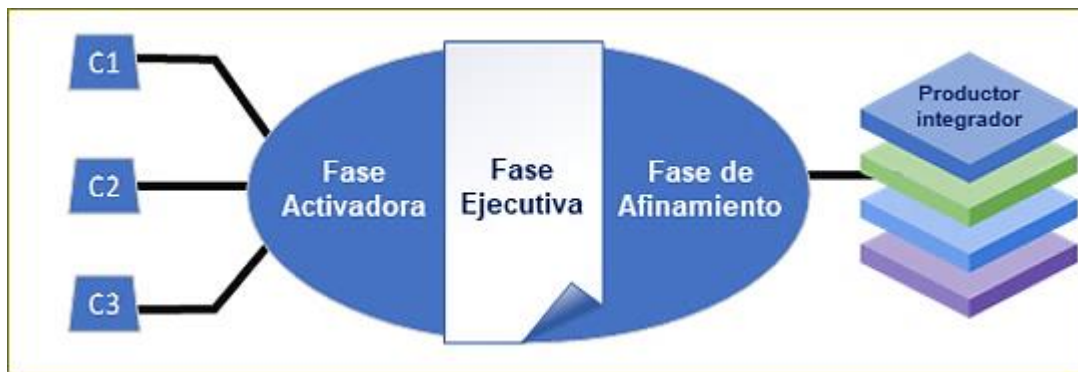 C1
C2
C3
Fase
Activadora
Fase
Ejecutiva
Fase de
Afinamiento
Productor
integrador